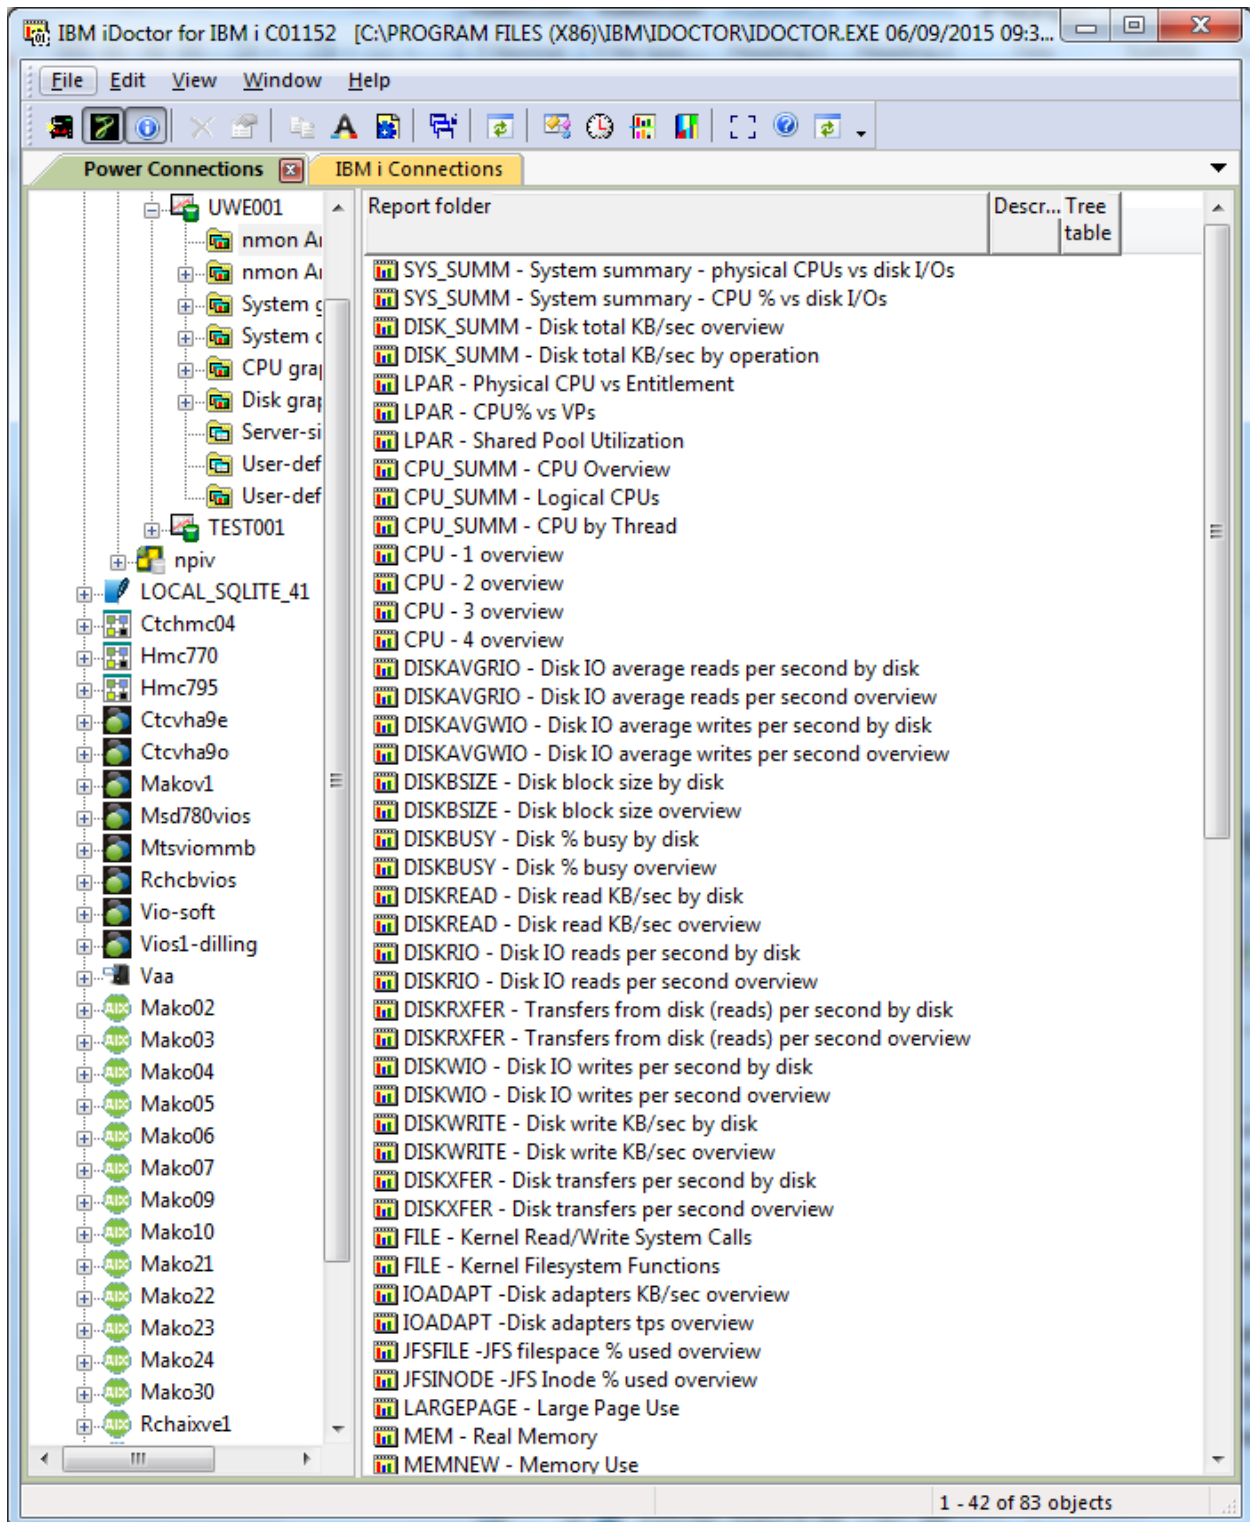 IBM iDoctor for IBM i C01152 [C:\PROGRAM FILES (X86)\IBM\IDOCTOR\IDOCTOR.EXE 06/09/2015 09:3...
File Edit View Window Help
Power Connections IBM i Connections
UWE001
nmon Ar
nmon Ar
System g
System c
CPU grap
Disk grap
Server-si
User-def
User-def
TEST001
npiv
LOCAL_SQLITE_41
Ctchmc04
Hmc770
Hmc795
Ctcvha9e
Ctcvha9o
Makov1
Msd780vios
Mtsviommb
Rchcbvios
Vio-soft
Vios1-dilling
Vaa
Mako02
Mako03
Mako04
Mako05
Mako06
Mako07
Mako09
Mako10
Mako21
Mako22
Mako23
Mako24
Mako30
Rchaixve1
Report folder Descr... Tree
table
SYS_SUMM - System summary - physical CPUs vs disk I/Os
SYS_SUMM - System summary - CPU % vs disk I/Os
DISK_SUMM - Disk total KB/sec overview
DISK_SUMM - Disk total KB/sec by operation
LPAR - Physical CPU vs Entitlement
LPAR - CPU% vs VPs
LPAR - Shared Pool Utilization
CPU_SUMM - CPU Overview
CPU_SUMM - Logical CPUs
CPU_SUMM - CPU by Thread
CPU - 1 overview
CPU - 2 overview
CPU - 3 overview
CPU - 4 overview
DISKAVGRIO - Disk IO average reads per second by disk
DISKAVGRIO - Disk IO average reads per second overview
DISKAVGWIO - Disk IO average writes per second by disk
DISKAVGWIO - Disk IO average writes per second overview
DISKBSIZE - Disk block size by disk
DISKBSIZE - Disk block size overview
DISKBUSY - Disk % busy by disk
DISKBUSY - Disk % busy overview
DISKREAD - Disk read KB/sec by disk
DISKREAD - Disk read KB/sec overview
DISKRIO - Disk IO reads per second by disk
DISKRIO - Disk IO reads per second overview
DISKRXFER - Transfers from disk (reads) per second by disk
DISKRXFER - Transfers from disk (reads) per second overview
DISKWIO - Disk IO writes per second by disk
DISKWIO - Disk IO writes per second overview
DISKWRITE - Disk write KB/sec by disk
DISKWRITE - Disk write KB/sec overview
DISKXFER - Disk transfers per second by disk
DISKXFER - Disk transfers per second overview
FILE - Kernel Read/Write System Calls
FILE - Kernel Filesystem Functions
IOADAPT -Disk adapters KB/sec overview
IOADAPT -Disk adapters tps overview
JFSFILE -JFS filespace % used overview
JFSINODE -JFS Inode % used overview
LARGEPAGE - Large Page Use
MEM - Real Memory
MEMNEW - Memory Use
1 - 42 of 83 objects